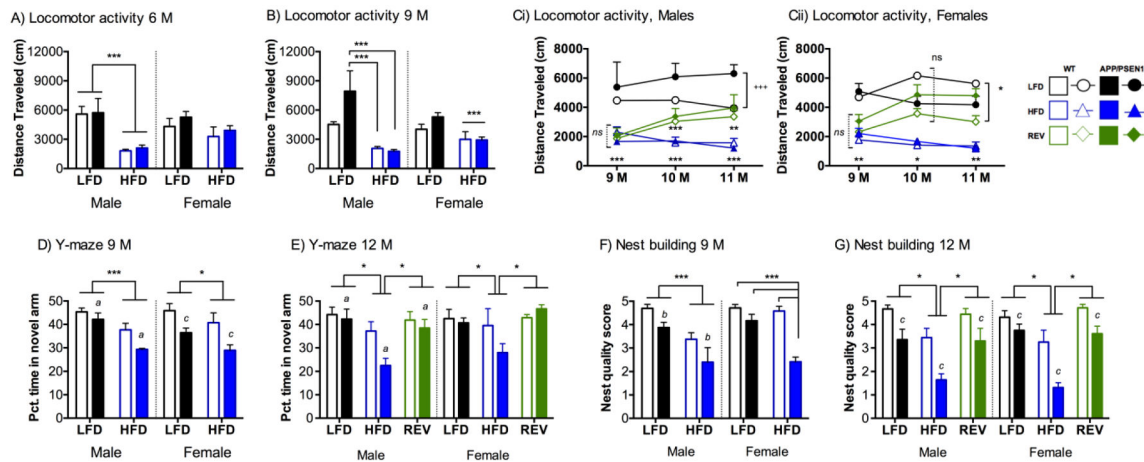 A) Locomotor activity 6 M
B) Locomotor activity 9 M
Ci) Locomotor activity, Males
Cii) Locomotor activity, Females
Distance Traveled (cm)
12000
9000
6000
3000
0
***
LFD HFD LFD HFD
Male Female
Distance Traveled (cm)
12000
9000
6000
3000
0
***
***
***
LFD HFD LFD HFD
Male Female
Distance Traveled (cm)
8000
6000
4000
2000
0
ns
+++
*** **
*** *** ***
9 M 10 M 11 M
Distance Traveled (cm)
8000
6000
4000
2000
0
ns
ns
*
** * **
9 M 10 M 11 M
WT APP/PSEN1
LFD
HFD
REV
D) Y-maze 9 M
E) Y-maze 12 M
F) Nest building 9 M
G) Nest building 12 M
Pct. time in novel arm
60
50
40
30
20
10
0
*** *
a a c c
LFD HFD LFD HFD
Male Female
Pct. time in novel arm
60
50
40
30
20
10
0
* * * *
a a a
LFD HFD REV LFD HFD REV
Male Female
Nest quality score
5
4
3
2
1
0
*** ***
b b
LFD HFD LFD HFD
Male Female
Nest quality score
5
4
3
2
1
0
* * * *
c c c c c c
LFD HFD REV LFD HFD REV
Male Female